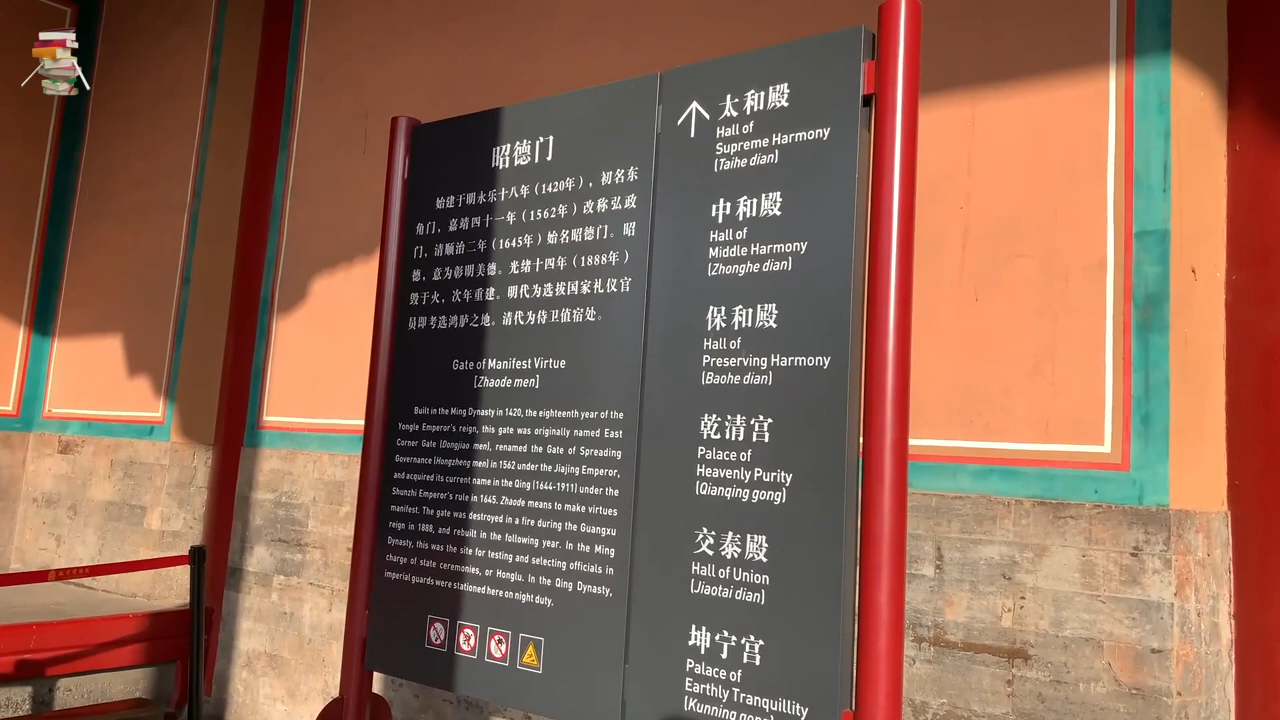 昭德门
始建于明永乐十八年（1420年），初名东
角门，嘉靖四十一年（1562年）改称弘政
门，清顺治二年（1645年）始名昭德门。昭
德，意为彰明美德。光绪十四年（1888年）
毁于火，次年重建。明代为选拔国家礼仪官
员即考选鸿胪之地。清代为侍卫值宿处。
Gate of Manifest Virtue
[Zhaode men]
Built in the Ming Dynasty in 1420, the eighteenth year of the
Yongle Emperor's reign, this gate was originally named East
Corner Gate (Dongjiao men), renamed the Gate of Spreading
Governance (Hongzheng men) in 1562 under the Jiajing Emperor,
and acquired its current name in the Qing (1644-1911) under the
Shunzhi Emperor's rule in 1645. Zhaode means to make virtues
manifest. The gate was destroyed in a fire during the Guangxu
reign in 1888, and rebuilt in the following year. In the Ming
Dynasty, this was the site for testing and selecting officials in
charge of state ceremonies, or Honglu. In the Qing Dynasty,
imperial guards were stationed here on night duty.
太和殿
Hall of
Supreme Harmony
(Taihe dian)
中和殿
Hall of
Middle Harmony
(Zhonghe dian)
保和殿
Hall of
Preserving Harmony
(Baohe dian)
乾清宫
Palace of
Heavenly Purity
(Qianqing gong)
交泰殿
Hall of Union
(Jiaotai dian)
坤宁宫
Palace of
Earthly Tranquillity
(Kunning gong)